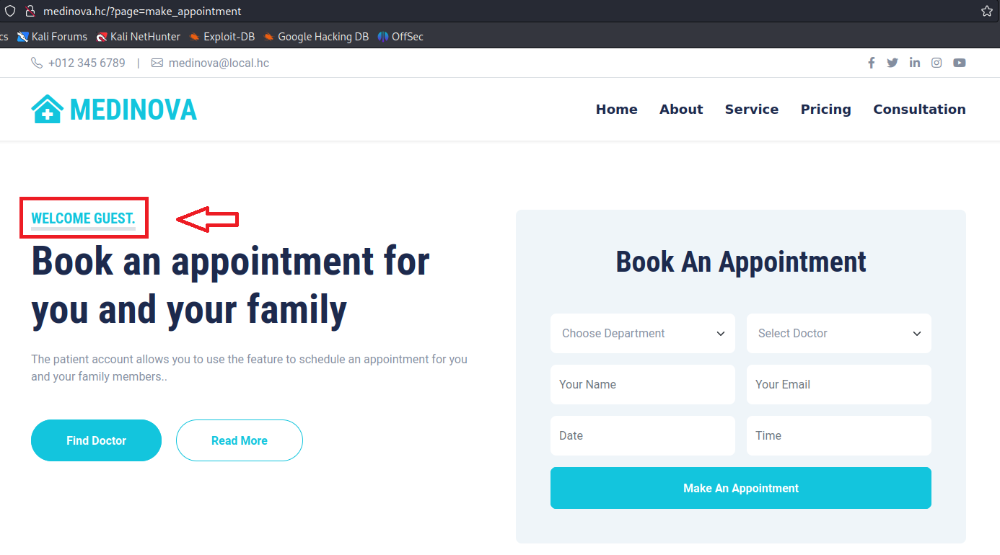 medinova.hc/?page=make_appointment
cs Kali Forums Kali NetHunter Exploit-DB Google Hacking DB OffSec
+012 345 6789 | medinova@local.hc
MEDINOVA
Home About Service Pricing Consultation
WELCOME GUEST.
Book an appointment for
you and your family
The patient account allows you to use the feature to schedule an appointment for you
and your family members..
Find Doctor Read More
Book An Appointment
Choose Department Select Doctor
Your Name Your Email
Date Time
Make An Appointment